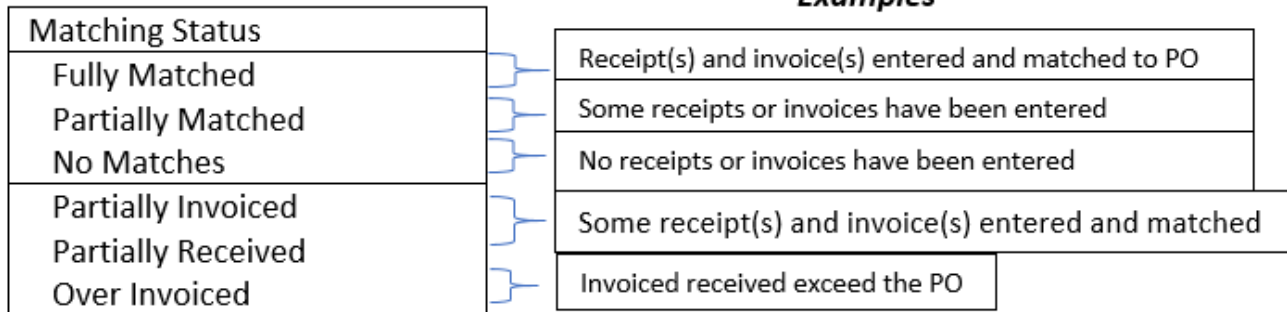 Examples
Matching Status
Fully Matched
Receipt(s) and invoice(s) entered and matched to PO
Partially Matched
Some receipts or invoices have been entered
No Matches
No receipts or invoices have been entered
Partially Invoiced
Partially Received
Some receipt(s) and invoice(s) entered and matched
Over Invoiced
Invoiced received exceed the PO